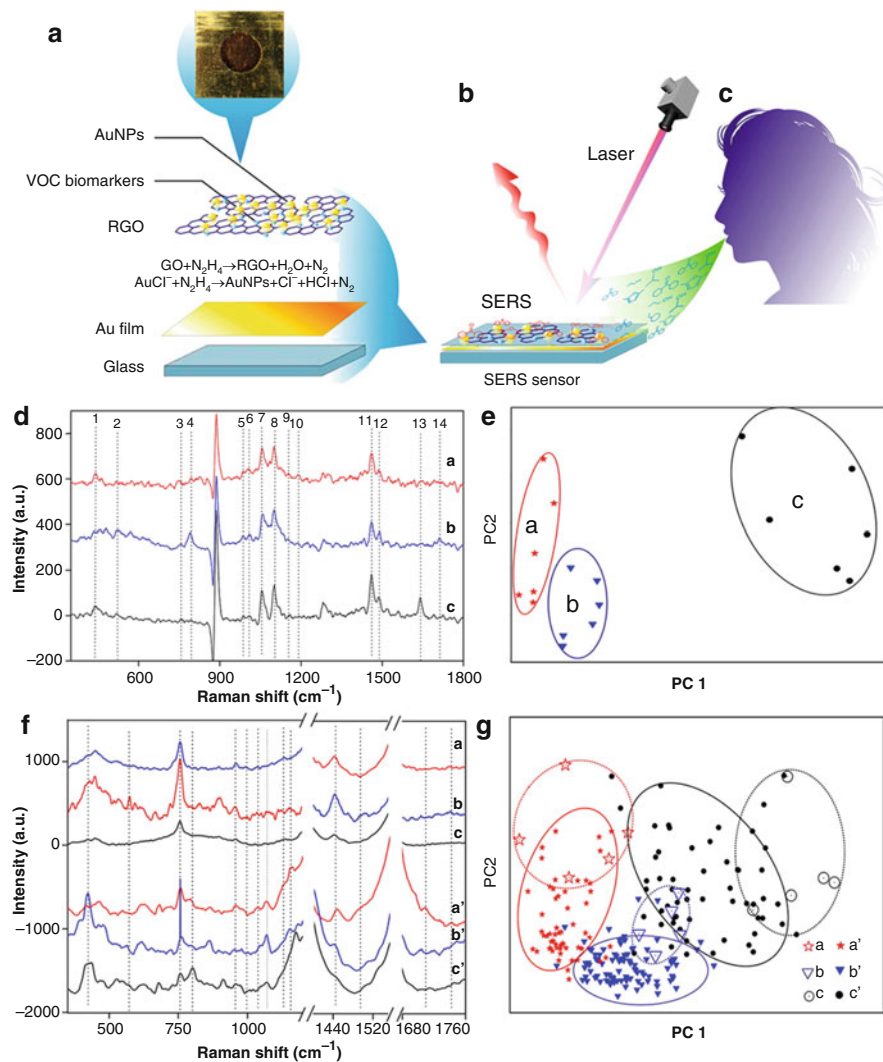 a
AuNPs
VOC biomarkers
RGO
GO+N₂H₄→RGO+H₂O+N₂
AuCl⁻+N₂H₄→AuNPs+Cl⁻+HCl+N₂
Au film
Glass
b
Laser
c
SERS
SERS sensor
d
1 2 3 4 5 6 7 8 9 10 11 12 13 14
800
600
400
200
0
−200
Intensity (a.u.)
a
b
c
600 900 1200 1500 1800
Raman shift (cm⁻¹)
e
PC2
a
b
c
PC 1
f
1000
0
−1000
−2000
Intensity (a.u.)
a
b
c
a'
b'
c'
500 750 1000 1440 1520 1680 1760
Raman shift (cm⁻¹)
g
PC2
a a'
b b'
c c'
PC 1